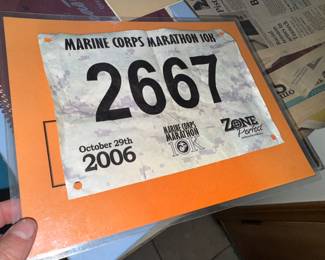 MARINE CORPS MARATHON 10K
2667
October 29th
2006
MARINE CORPS
MARATHON
10K
ZONE
Perfect